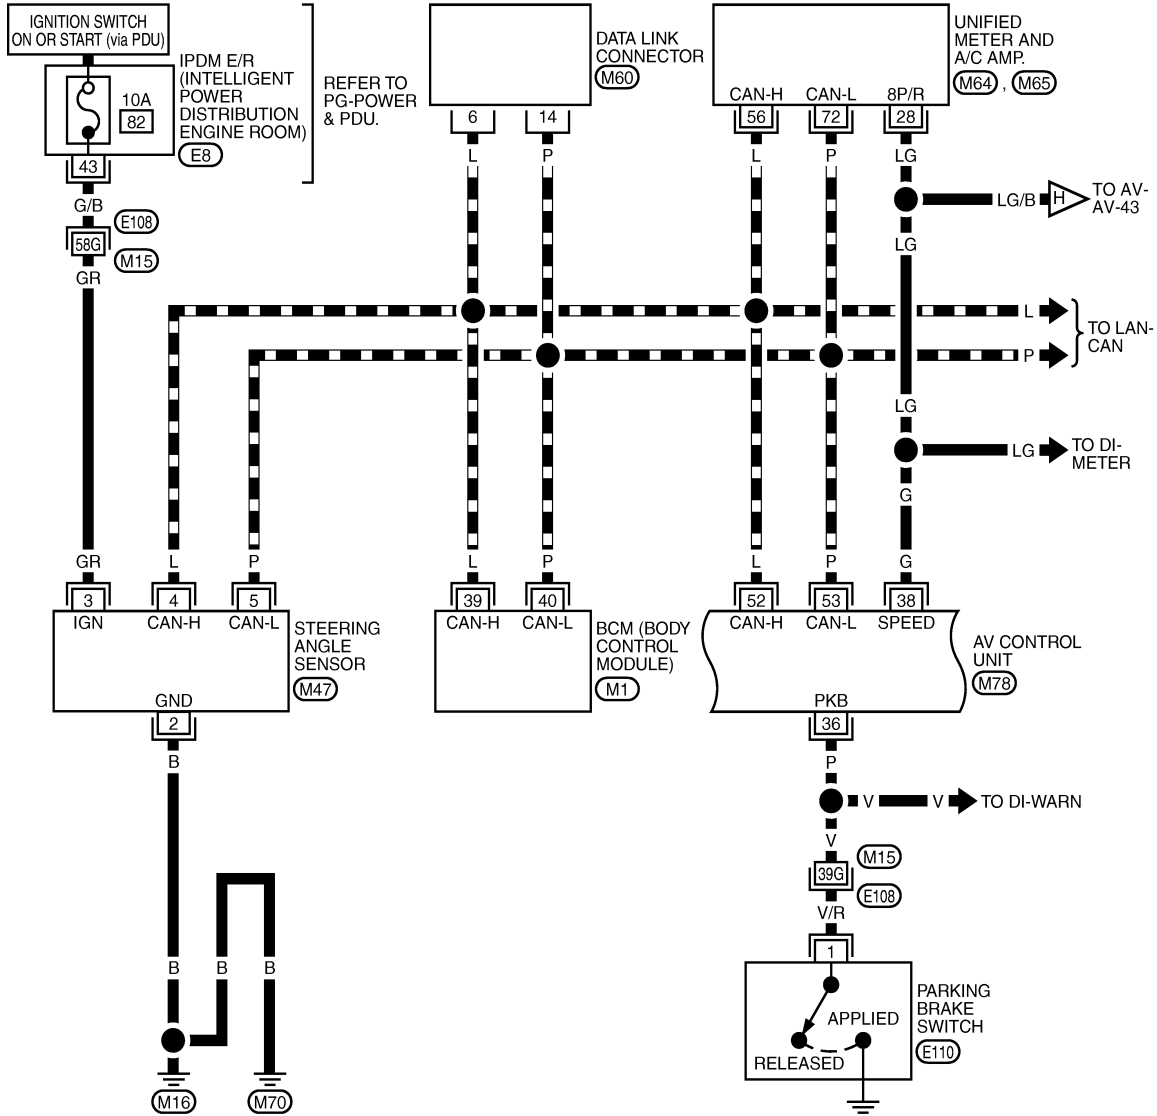 IGNITION SWITCH
ON OR START (via PDU)
IPDM E/R
(INTELLIGENT
POWER
DISTRIBUTION
ENGINE ROOM)
E8
10A
82
43
REFER TO
PG-POWER
& PDU.
DATA LINK
CONNECTOR
M60
6
14
UNIFIED
METER AND
A/C AMP.
M64 , M65
CAN-H
CAN-L
8P/R
56
72
28
L
P
L
P
LG
G/B
E108
58G
M15
GR
LG/B
H
TO AV-
AV-43
LG
L
P
TO LAN-
CAN
LG
LG
TO DI-
METER
G
GR
L
P
L
P
L
P
G
3
4
5
39
40
52
53
38
IGN
CAN-H
CAN-L
CAN-H
CAN-L
CAN-H
CAN-L
SPEED
STEERING
ANGLE
SENSOR
M47
BCM (BODY
CONTROL
MODULE)
M1
AV CONTROL
UNIT
M78
GND
2
PKB
36
B
P
V
V
TO DI-WARN
V
M15
39G
E108
V/R
1
B
B
B
PARKING
BRAKE
SWITCH
E110
APPLIED
RELEASED
M16
M70